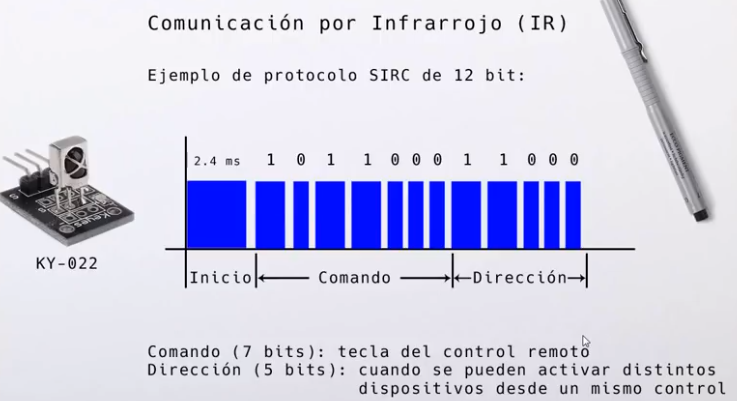 Comunicación por Infrarrojo (IR)
Ejemplo de protocolo SIRC de 12 bit:
2.4 ms 1 0 1 1 0 0 0 1 1 0 0 0
Inicio Comando Dirección
KY-022
Comando (7 bits): tecla del control remoto
Dirección (5 bits): cuando se pueden activar distintos
dispositivos desde un mismo control